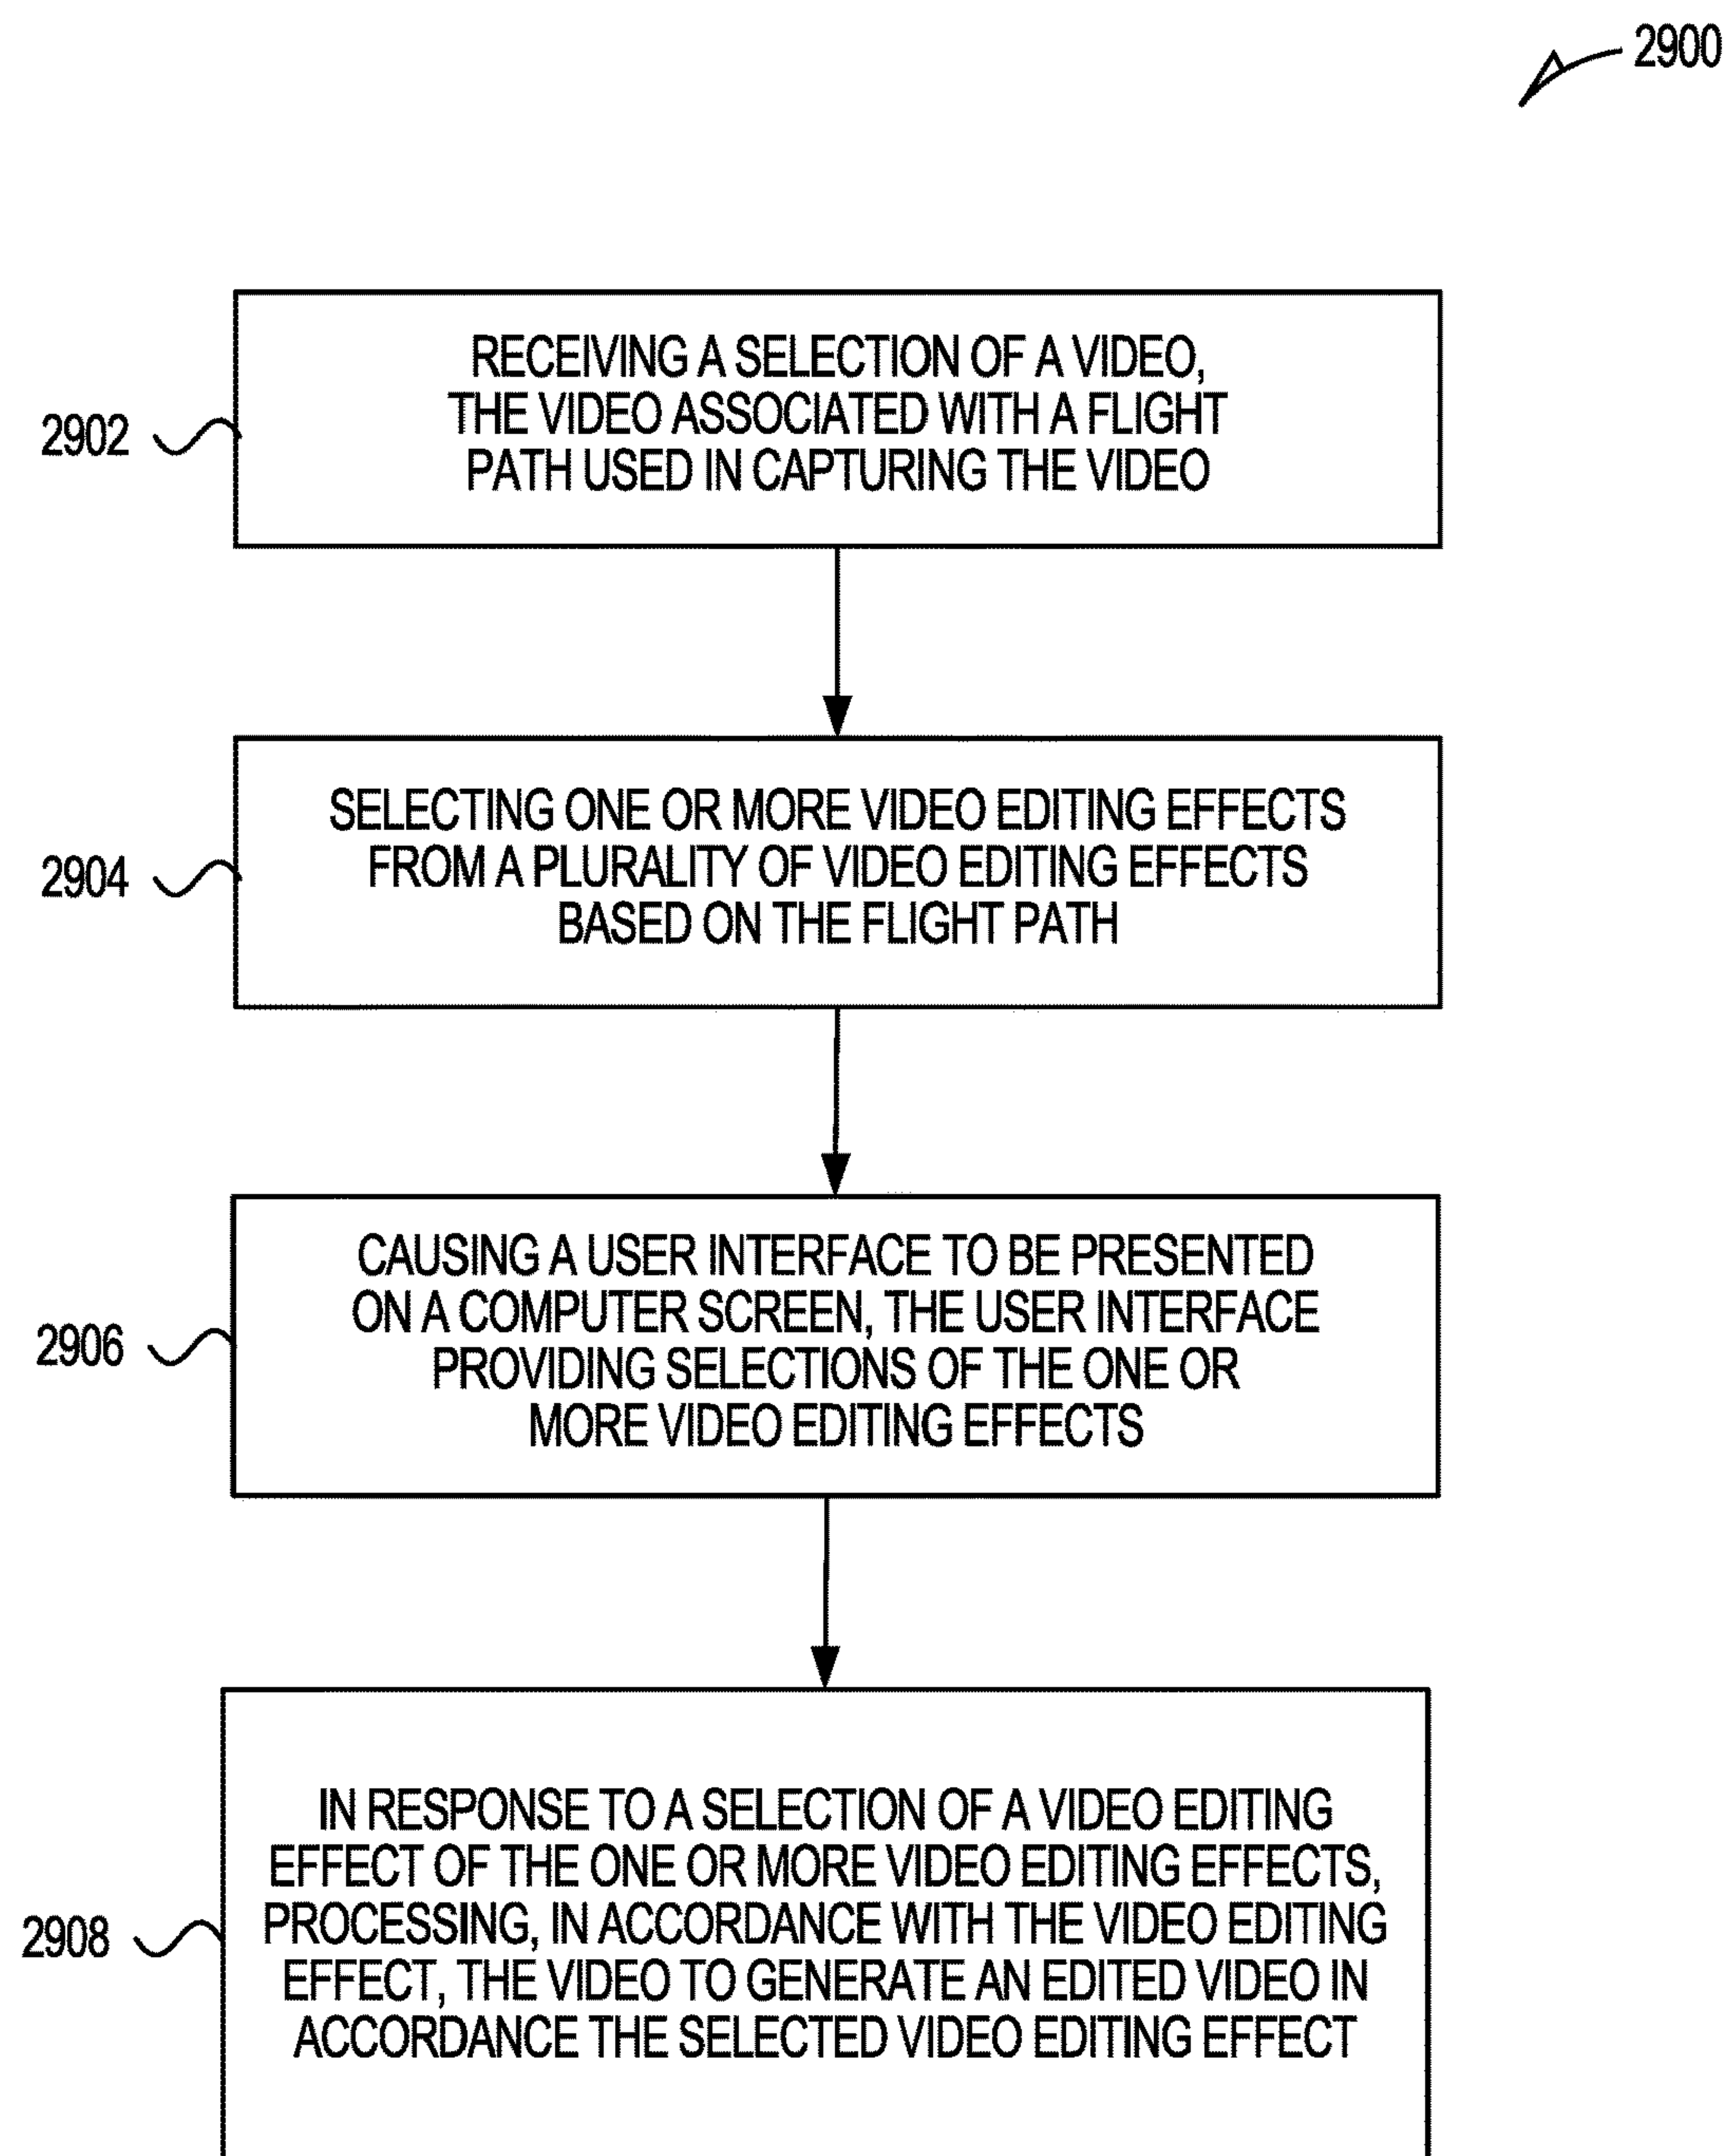 2900
RECEIVING A SELECTION OF A VIDEO,
THE VIDEO ASSOCIATED WITH A FLIGHT
PATH USED IN CAPTURING THE VIDEO
2902
SELECTING ONE OR MORE VIDEO EDITING EFFECTS
FROM A PLURALITY OF VIDEO EDITING EFFECTS
BASED ON THE FLIGHT PATH
2904
CAUSING A USER INTERFACE TO BE PRESENTED
ON A COMPUTER SCREEN, THE USER INTERFACE
PROVIDING SELECTIONS OF THE ONE OR
MORE VIDEO EDITING EFFECTS
2906
IN RESPONSE TO A SELECTION OF A VIDEO EDITING
EFFECT OF THE ONE OR MORE VIDEO EDITING EFFECTS,
PROCESSING, IN ACCORDANCE WITH THE VIDEO EDITING
EFFECT, THE VIDEO TO GENERATE AN EDITED VIDEO IN
ACCORDANCE THE SELECTED VIDEO EDITING EFFECT
2908